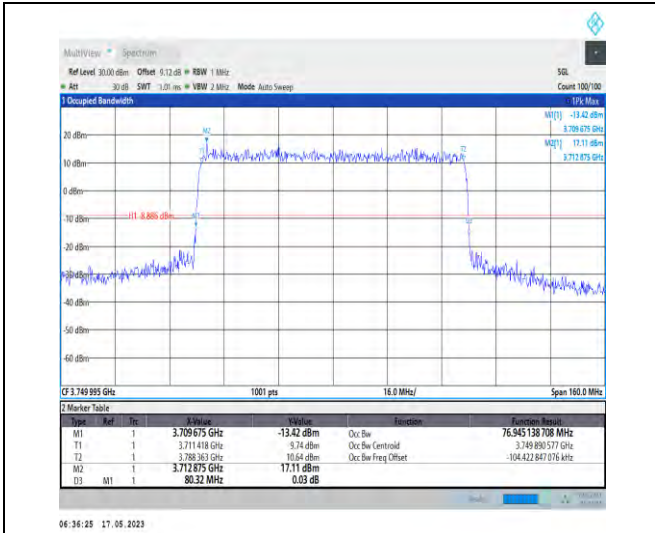 MultiView Spectrum
Ref Level 30.00 dBm Offset 9.12 dB RBW 1 MHz SGL
Att 30 dB SWT 1.01 ms VBW 2 MHz Mode Auto Sweep Count 100/100
1 Occupied Bandwidth 1Pk Max
M1[1] -13.42 dBm
3.709 675 GHz
M2[1] 17.11 dBm
3.712 875 GHz
M2
20 dBm
T1
T2
10 dBm
0 dBm
-10 dBm
H1 -8.886 dBm
-20 dBm
-30 dBm
-40 dBm
-50 dBm
-60 dBm
CF 3.749 995 GHz 1001 pts 16.0 MHz/ Span 160.0 MHz
2 Marker Table
Type Ref Trc X-Value Y-Value Function Function Result
M1 1 3.709 675 GHz -13.42 dBm Occ Bw 76.945 138 708 MHz
T1 1 3.711 418 GHz 9.74 dBm Occ Bw Centroid 3.749 890 577 GHz
T2 1 3.788 363 GHz 10.64 dBm Occ Bw Freq Offset -104.422 847 076 kHz
M2 1 3.712 875 GHz 17.11 dBm
D3 M1 1 80.32 MHz 0.03 dB
06:36:25 17.05.2023